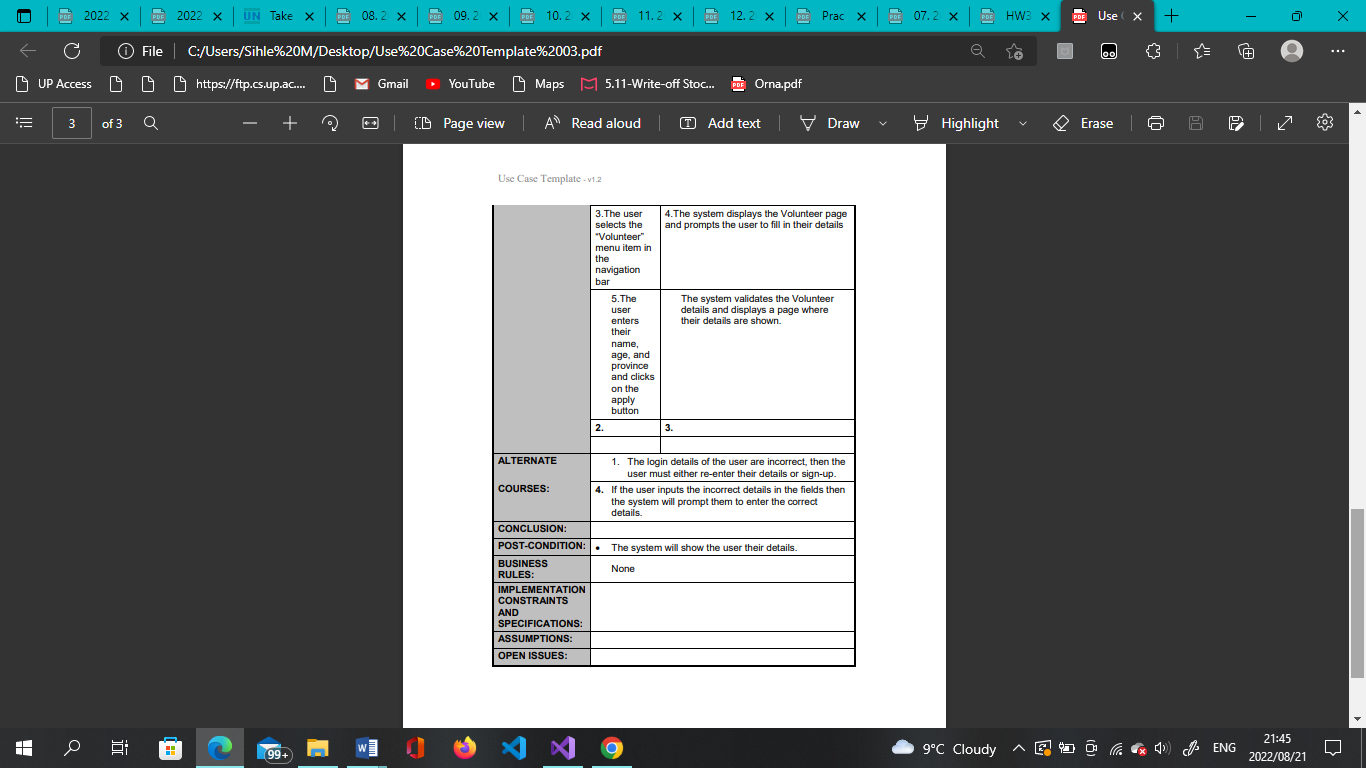 2022
2022
UN Take
08. 2
09. 2
10. 2
11. 2
12. 2
Prac
07. 2
HW3
Use
File C:/Users/Sihle%20M/Desktop/Use%20Case%20Template%2003.pdf
UP Access
https://ftp.cs.up.ac....
Gmail
YouTube
Maps
5.11-Write-off Stoc...
Orna.pdf
3 of 3
Page view
Read aloud
Add text
Draw
Highlight
Erase
Use Case Template - v1.2
3.The user
selects the
“Volunteer”
menu item in
the
navigation
bar
4.The system displays the Volunteer page
and prompts the user to fill in their details
5.The
user
enters
their
name,
age, and
province
and clicks
on the
apply
button
The system validates the Volunteer
details and displays a page where
their details are shown.
2.
3.
ALTERNATE
COURSES:
1. The login details of the user are incorrect, then the
user must either re-enter their details or sign-up.
4. If the user inputs the incorrect details in the fields then
the system will prompt them to enter the correct
details.
CONCLUSION:
POST-CONDITION:
• The system will show the user their details.
BUSINESS
RULES:
None
IMPLEMENTATION
CONSTRAINTS
AND
SPECIFICATIONS:
ASSUMPTIONS:
OPEN ISSUES:
99+
9°C Cloudy
ENG
21:45
2022/08/21